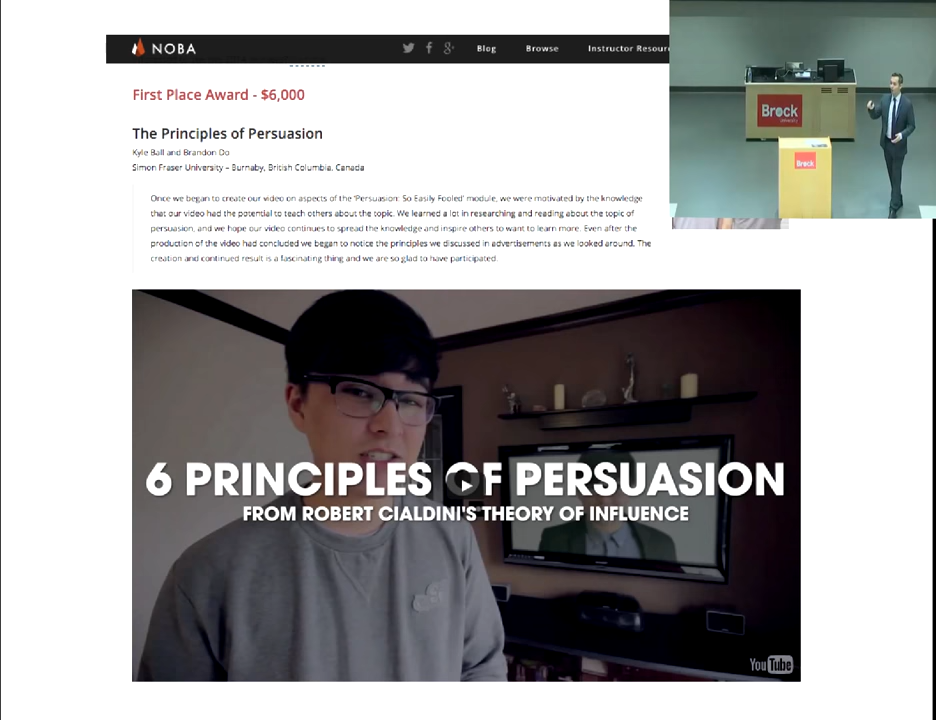 NOBA
Blog Browse Instructor
First Place Award - $6,000
The Principles of Persuasion
Kyle Ball and Brandon Do
Simon Fraser University – Burnaby, British Columbia, Canada
Once we began to create our video on aspects of the 'Persuasion: So Easily Fooled' module, we were motivated by the knowledge
that our video had the potential to teach others about the topic. We learned a lot in researching and reading about the topic of
persuasion, and we hope our video continues to spread the knowledge and inspire others to want to learn more. Even after the
production of the video had concluded we began to notice the principles we discussed in advertisements as we looked around. The
creation and continued result is a fascinating thing and we are so glad to have participated.
6 PRINCIPLES OF PERSUASION
FROM ROBERT CIALDINI'S THEORY OF INFLUENCE
YouTube
Brock
University
Brock